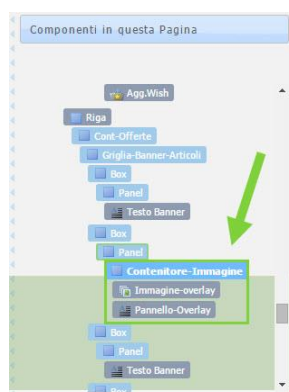 Componenti in questa Pagina
Agg.Wish
Riga
Cont-Offerte
Griglia-Banner-Articoli
Box
Panel
Testo Banner
Box
Panel
Contenitore-Immagine
Immagine-overlay
Pannello-Overlay
Box
Panel
Testo Banner
Box